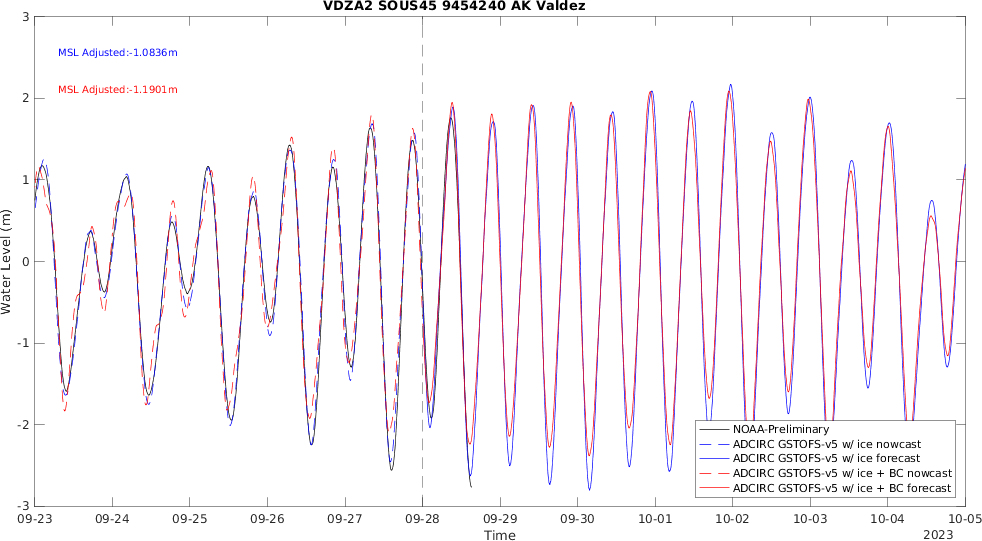 VDZA2 SOUS45 9454240 AK Valdez
MSL Adjusted:-1.0836m
MSL Adjusted:-1.1901m
Water Level (m)
3
2
1
0
-1
-2
-3
NOAA-Preliminary
ADCIRC GSTOFS-v5 w/ ice nowcast
ADCIRC GSTOFS-v5 w/ ice forecast
ADCIRC GSTOFS-v5 w/ ice + BC nowcast
ADCIRC GSTOFS-v5 w/ ice + BC forecast
09-23 09-24 09-25 09-26 09-27 09-28 09-29 09-30 10-01 10-02 10-03 10-04 10-05
Time
2023